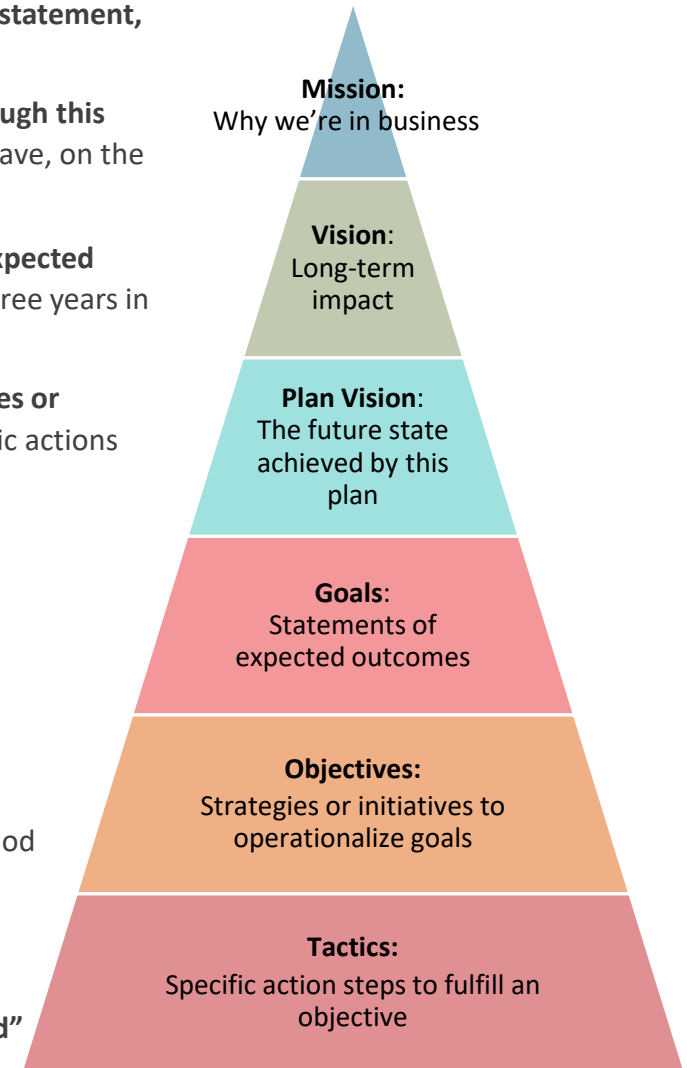 statement,
ugh this
ave, on the
xpected
ree years in
es or
ic actions
od
d”
Mission:
Why we’re in business
Vision:
Long-term
impact
Plan Vision:
The future state
achieved by this
plan
Goals:
Statements of
expected outcomes
Objectives:
Strategies or initiatives to
operationalize goals
Tactics:
Specific action steps to fulfill an
objective